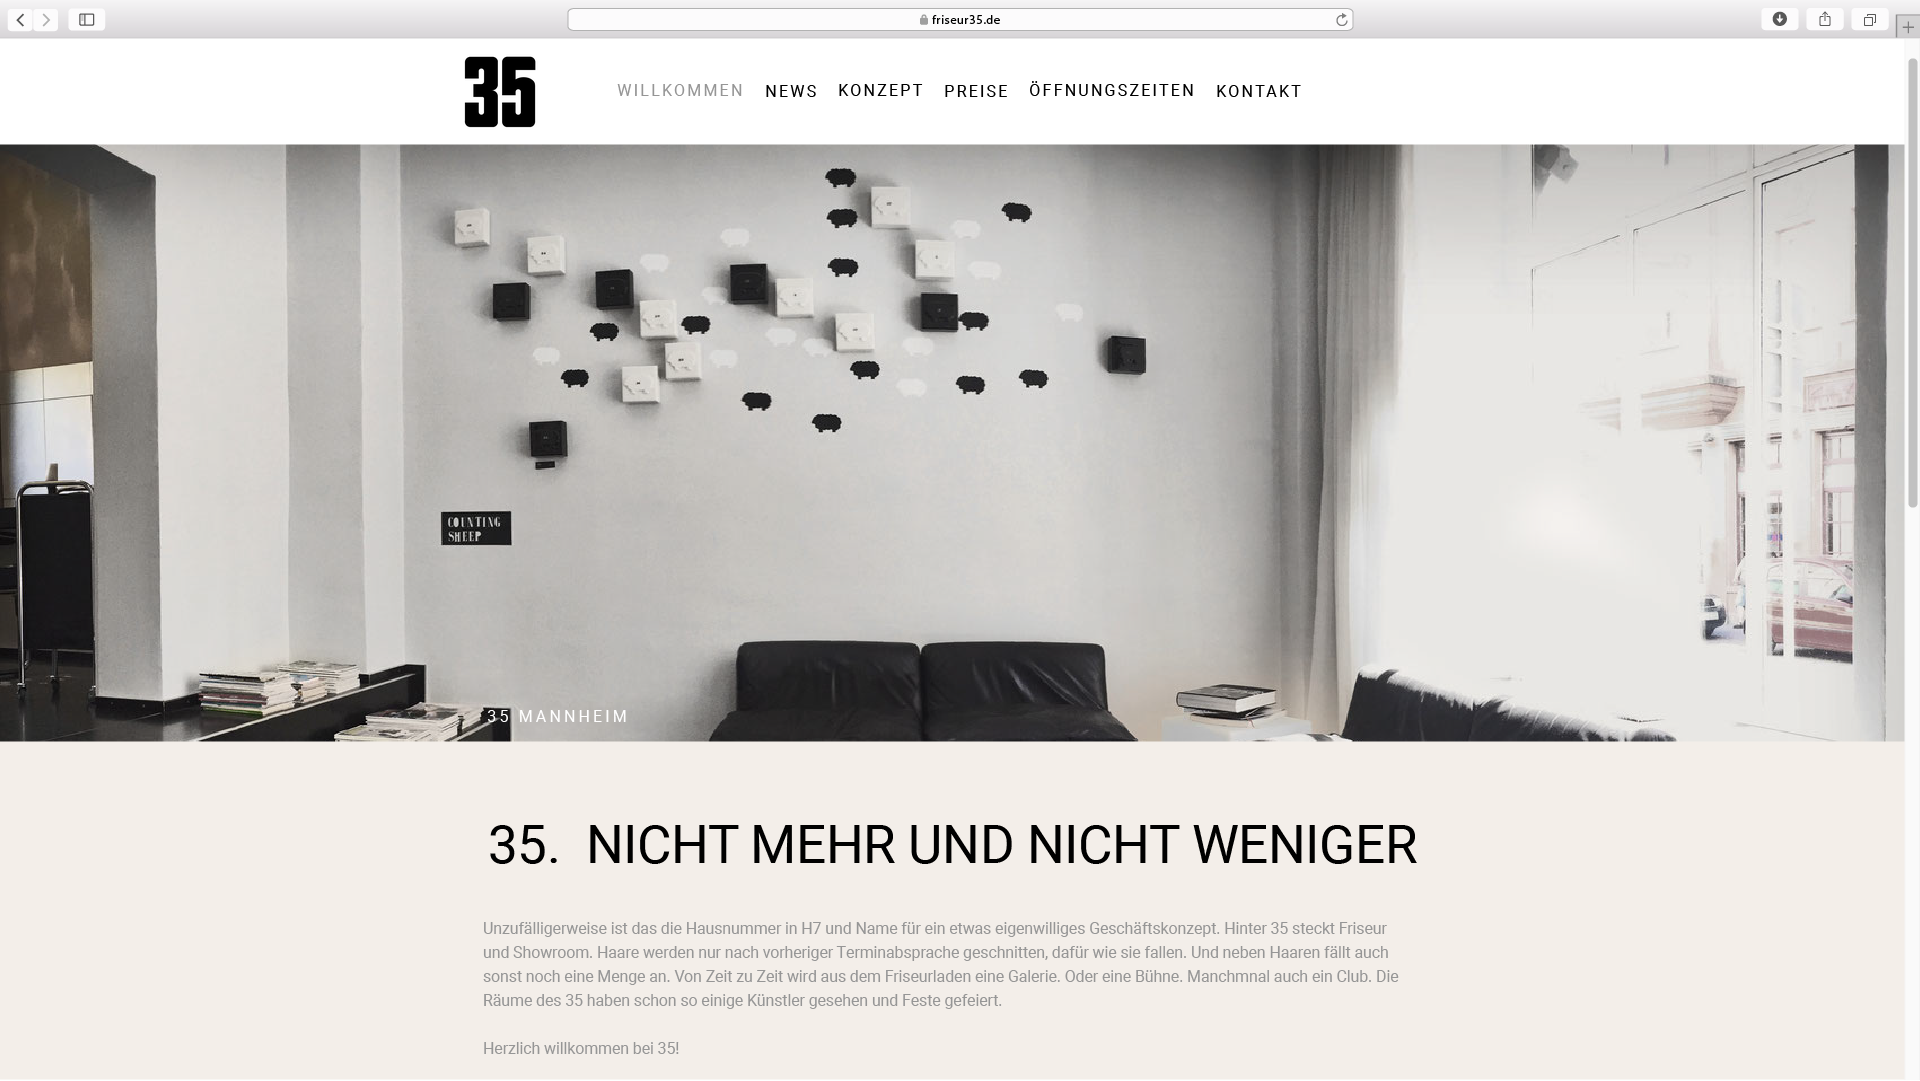 friseur35.de
35
WILLKOMMEN NEWS KONZEPT PREISE ÖFFNUNGSZEITEN KONTAKT
COUNTING
SHEEP
35 MANNHEIM
35. NICHT MEHR UND NICHT WENIGER
Unzufälligerweise ist das die Hausnummer in H7 und Name für ein etwas eigenwilliges Geschäftskonzept. Hinter 35 steckt Friseur
und Showroom. Haare werden nur nach vorheriger Terminabsprache geschnitten, dafür wie sie fallen. Und neben Haaren fällt auch
sonst noch eine Menge an. Von Zeit zu Zeit wird aus dem Friseurladen eine Galerie. Oder eine Bühne. Manchmnal auch ein Club. Die
Räume des 35 haben schon so einige Künstler gesehen und Feste gefeiert.
Herzlich willkommen bei 35!